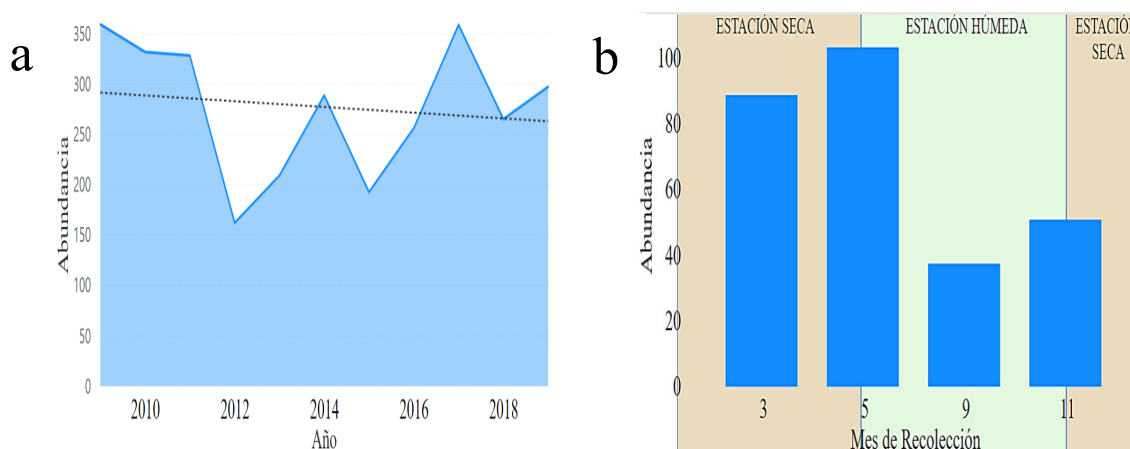 a
350
300
250
200
150
100
50
0
Abundancia
2010 2012 2014 2016 2018
Año
b
ESTACIÓN SECA
ESTACIÓN HÚMEDA
ESTACIÓN
SECA
100
80
60
40
20
0
Abundancia
3 5 9 11
Mes de Recolección